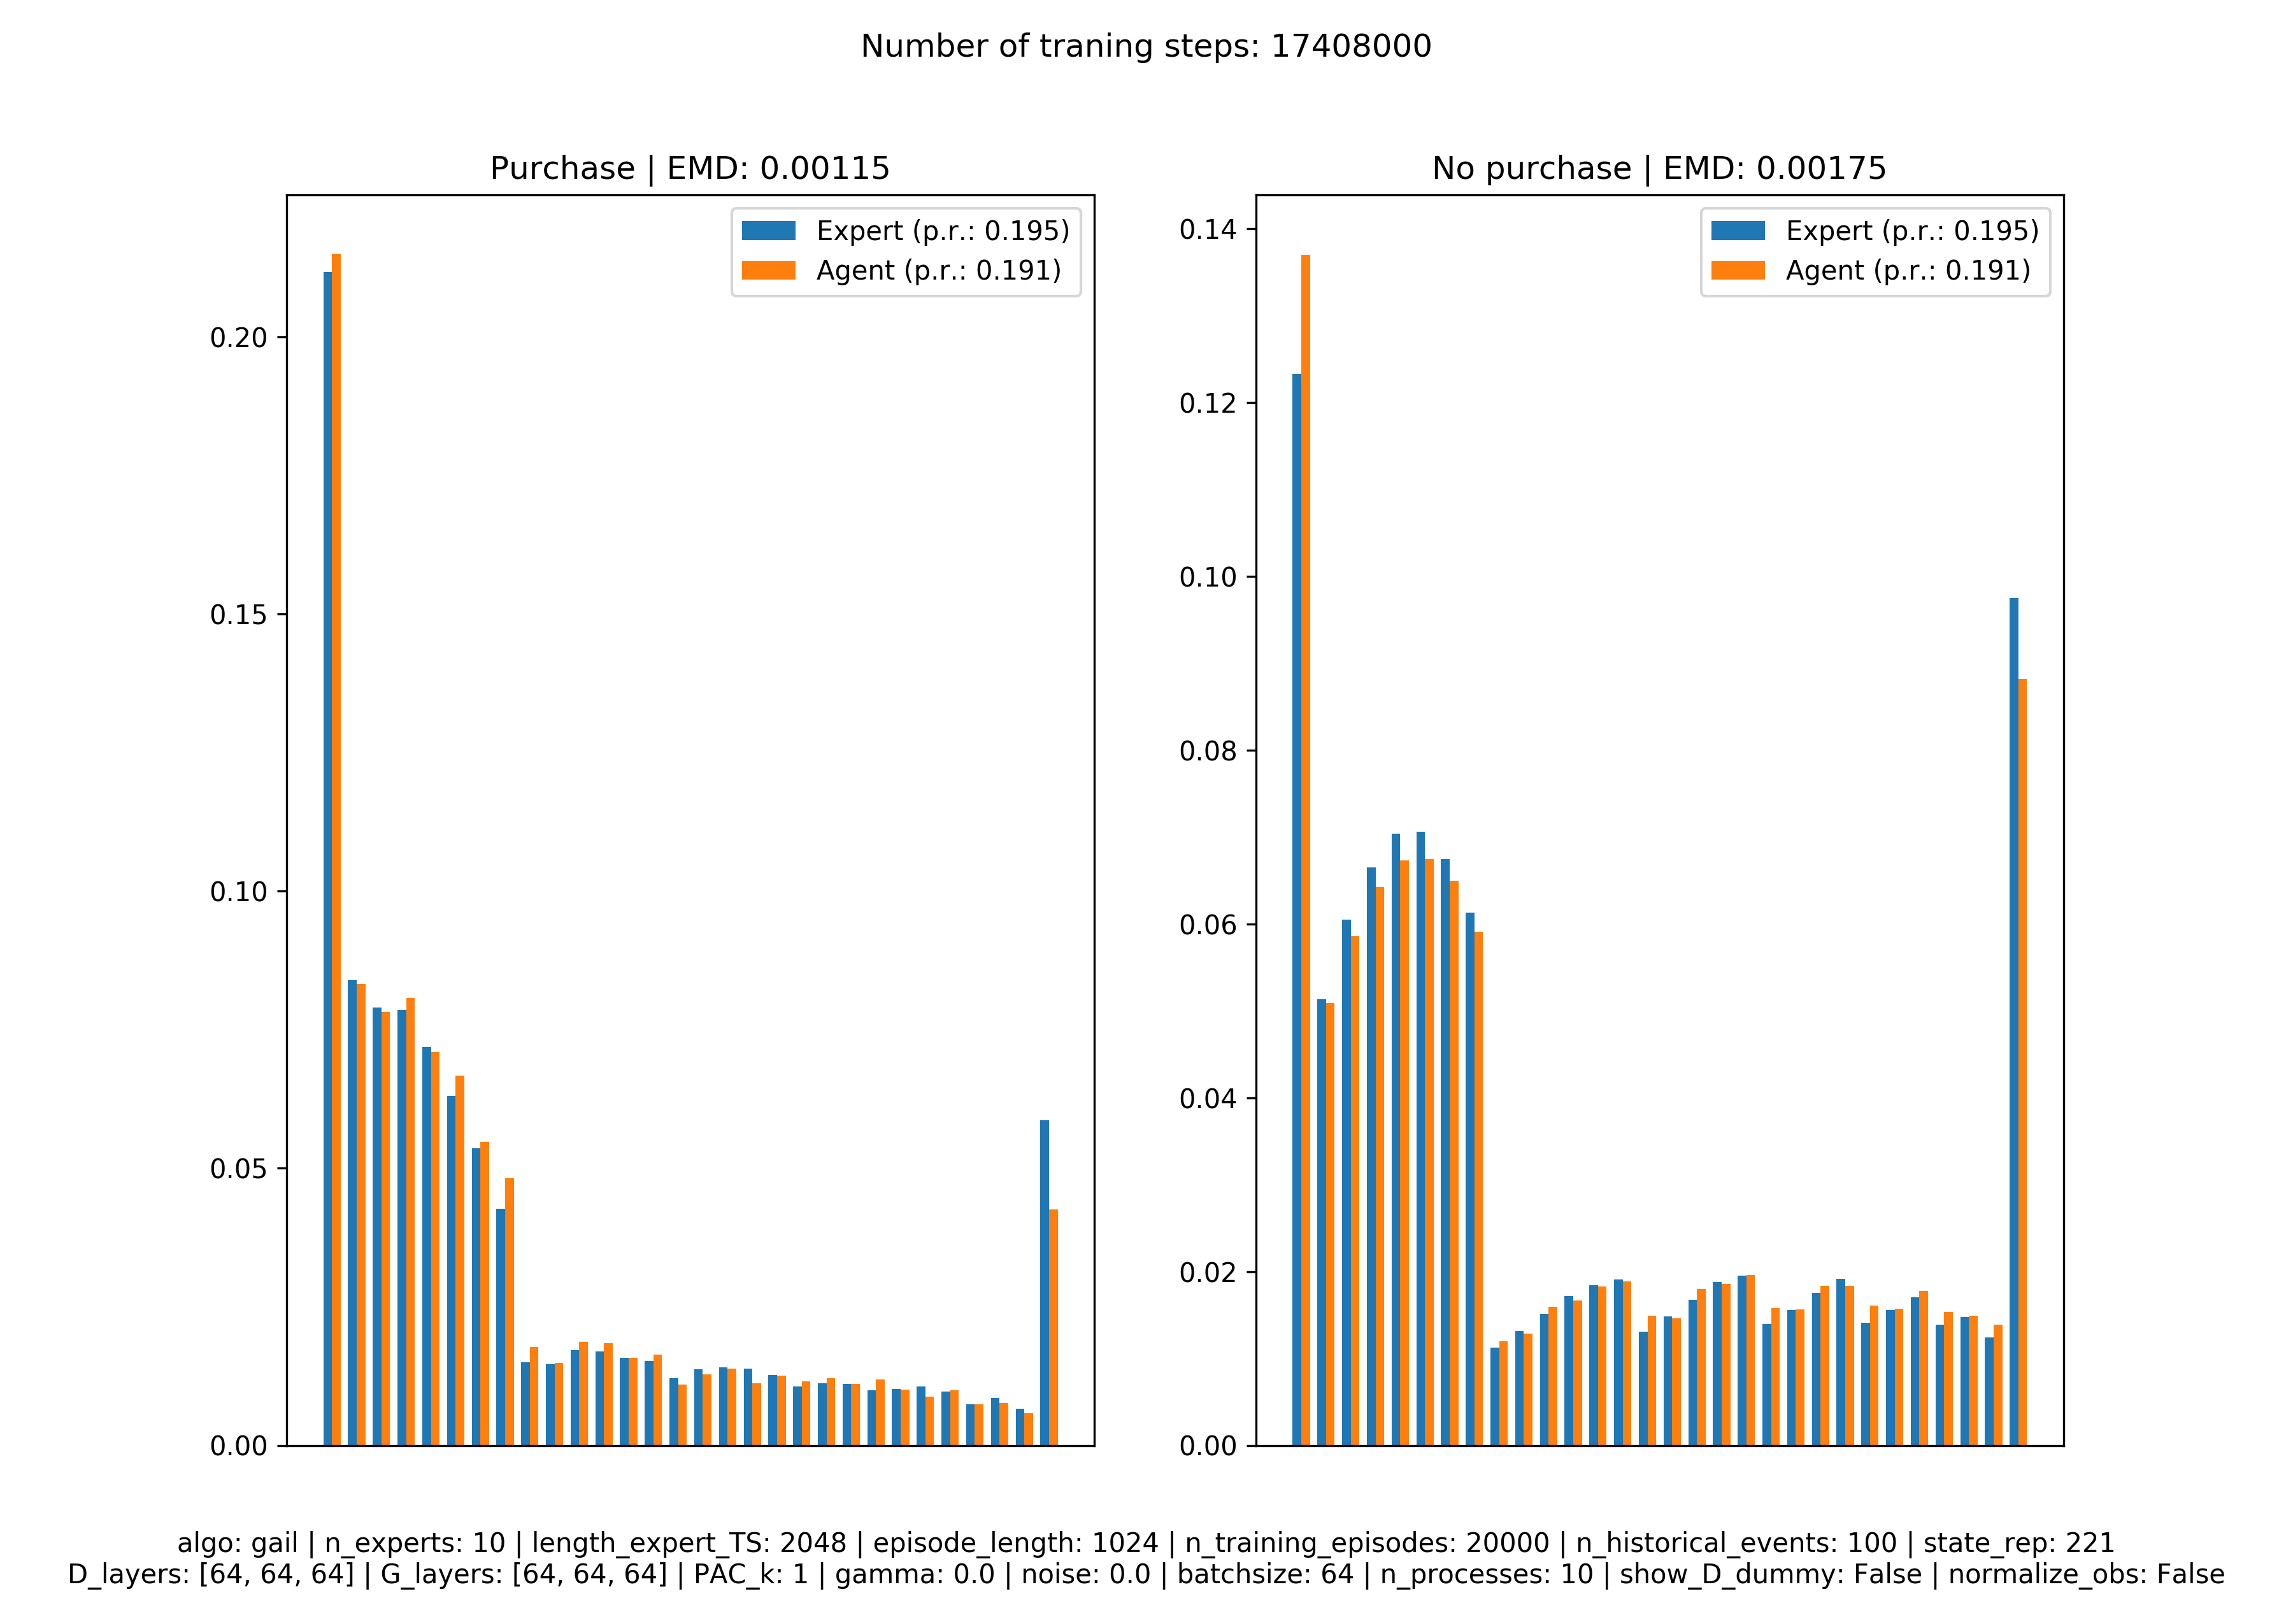 Number of traning steps: 17408000
Purchase | EMD: 0.00115
Expert (p.r.: 0.195)
Agent (p.r.: 0.191)
0.20
0.15
0.10
0.05
0.00
No purchase | EMD: 0.00175
Expert (p.r.: 0.195)
Agent (p.r.: 0.191)
0.14
0.12
0.10
0.08
0.06
0.04
0.02
0.00
algo: gail | n_experts: 10 | length_expert_TS: 2048 | episode_length: 1024 | n_training_episodes: 20000 | n_historical_events: 100 | state_rep: 221
D_layers: [64, 64, 64] | G_layers: [64, 64, 64] | PAC_k: 1 | gamma: 0.0 | noise: 0.0 | batchsize: 64 | n_processes: 10 | show_D_dummy: False | normalize_obs: False